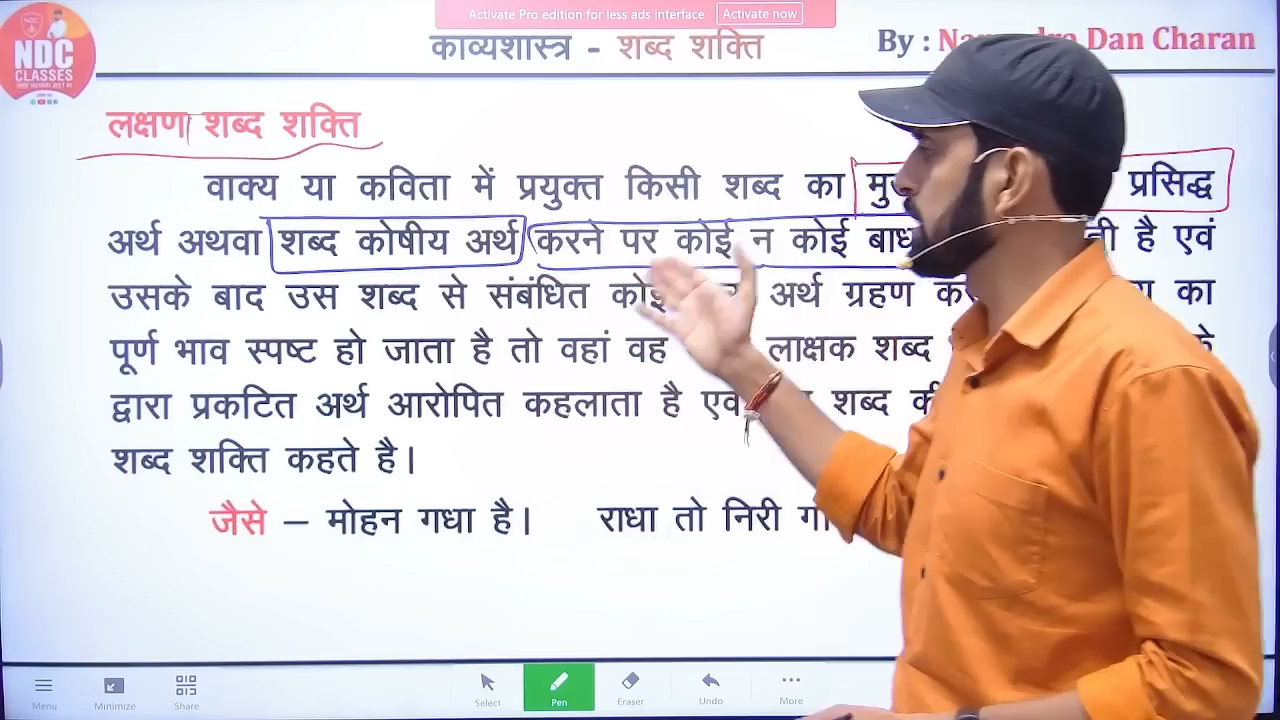 Activate Pro edition for less ads interface Activate now
NDC
CLASSES
काव्यशास्त्र - शब्द शक्ति
By : Dan Charan
लक्षणा शब्द शक्ति
वाक्य या कविता में प्रयुक्त किसी शब्द का प्रसिद्ध
अर्थ अथवा शब्द कोषीय अर्थ करने पर कोई न कोई है एवं
उसके बाद उस शब्द से संबंधित अर्थ ग्रहण का
पूर्ण भाव स्पष्ट हो जाता है तो वहां वह लाक्षक शब्द
द्वारा प्रकटित अर्थ आरोपित कहलाता है शब्द
शब्द शक्ति कहते है।
जैसे – मोहन गधा है। राधा तो निरी
Menu Minimize Share Select Pen Eraser Undo More